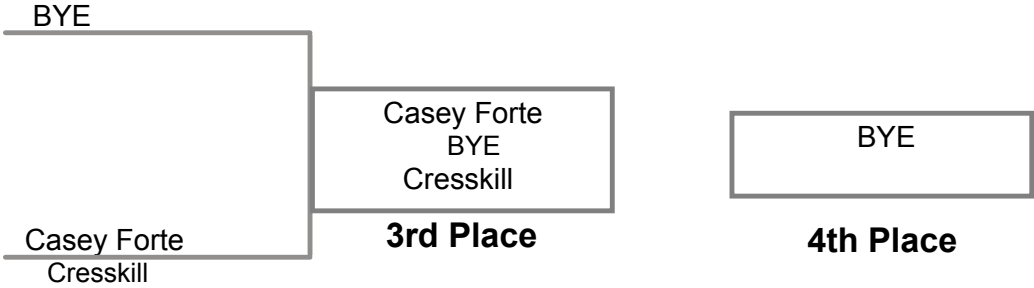 BYE
Casey Forte
BYE
Cresskill
3rd Place
BYE
4th Place
Casey Forte
Cresskill